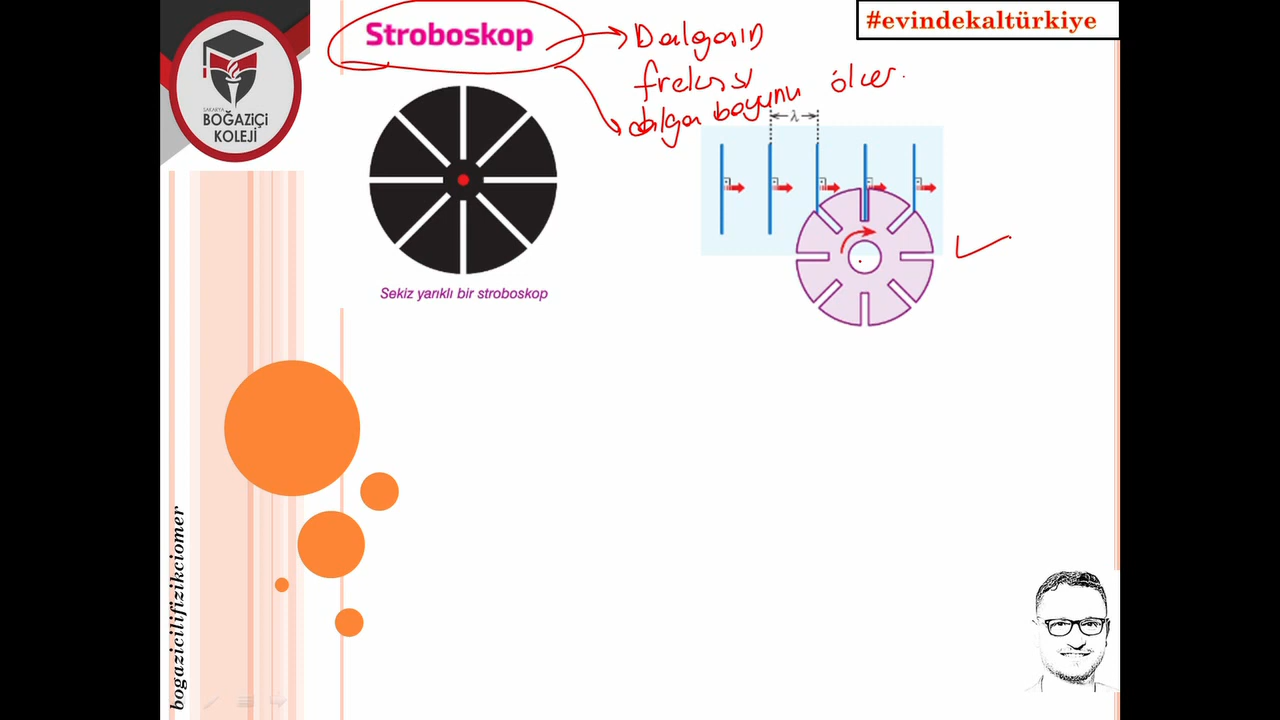 Stroboskop
#evindekaltürkiye
Dalganın
frekansı
dalga boyunu ölçer.
SAKARYA
BOĞAZİÇİ
KOLEJİ
λ
Sekiz yarıklı bir stroboskop
bogazicilifizikciomer